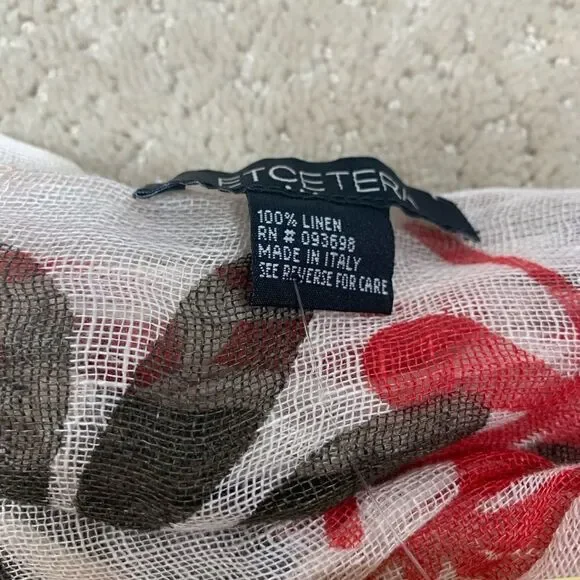 ETCETERA
100% LINEN
RN # 093698
MADE IN ITALY
SEE REVERSE FOR CARE